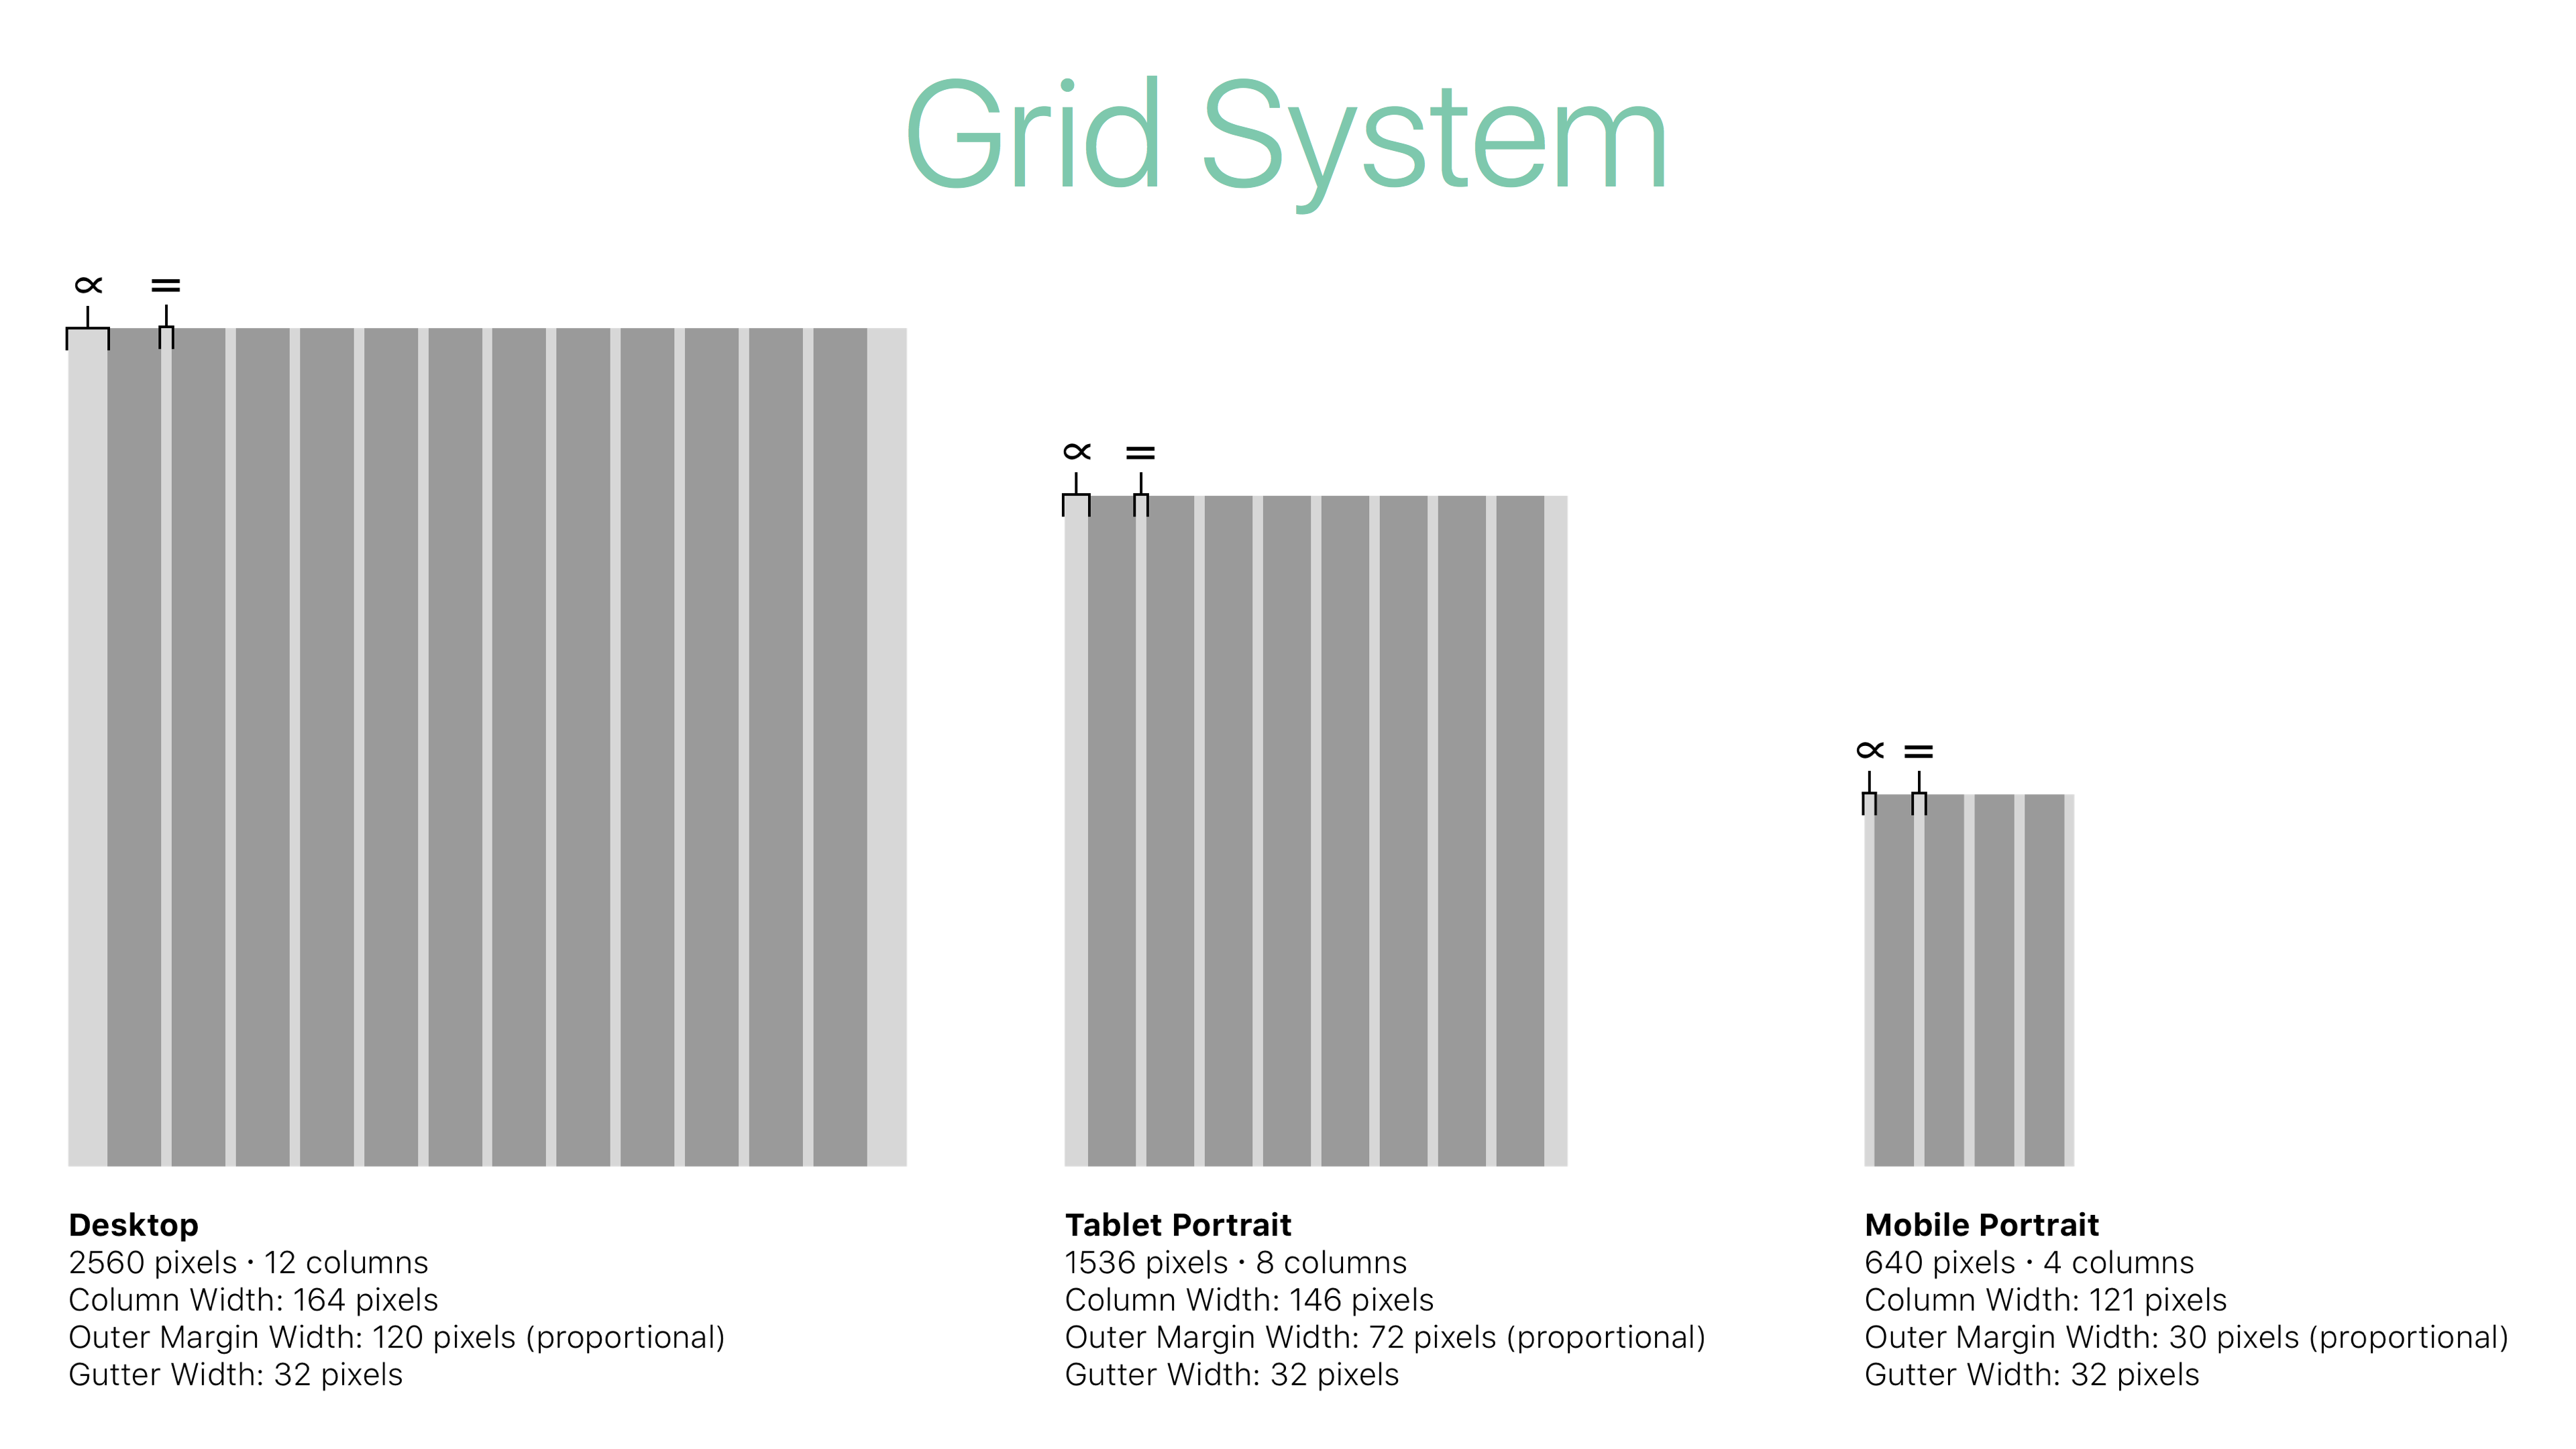 Grid System
∝ =
∝ =
∝ =
Desktop
2560 pixels · 12 columns
Column Width: 164 pixels
Outer Margin Width: 120 pixels (proportional)
Gutter Width: 32 pixels
Tablet Portrait
1536 pixels · 8 columns
Column Width: 146 pixels
Outer Margin Width: 72 pixels (proportional)
Gutter Width: 32 pixels
Mobile Portrait
640 pixels · 4 columns
Column Width: 121 pixels
Outer Margin Width: 30 pixels (proportional)
Gutter Width: 32 pixels